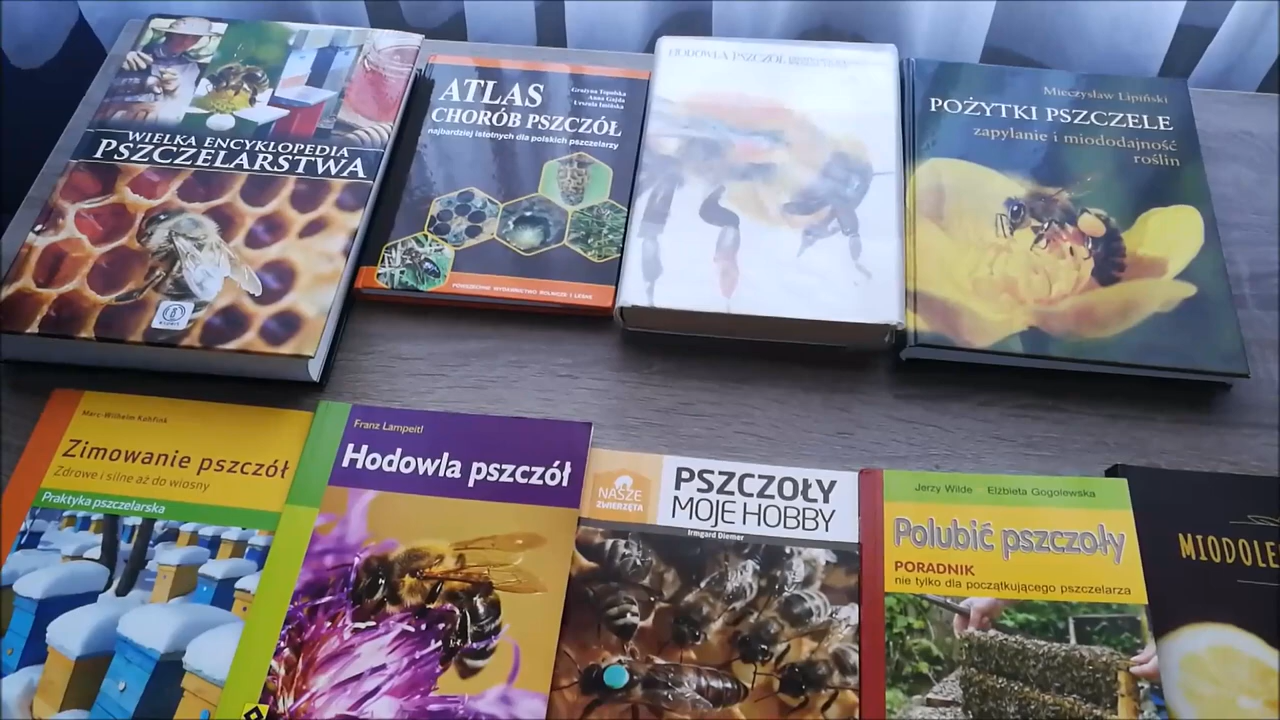 WIELKA ENCYKLOPEDIA
PSZCZELARSTWA
ATLAS
CHORÓB PSZCZÓŁ
Grażyna Topolska
Anna Gajda
Urszula Imińska
najbardziej istotnych dla polskich pszczelarzy
POWSZECHNE WYDAWNICTWO ROLNICZE I LEŚNE
HODOWLA PSZCZÓŁ
Mieczysław Lipiński
POŻYTKI PSZCZELE
zapylanie i miododajność
roślin
Marc-Wilhelm Kohfink
Zimowanie pszczół
Zdrowe i silne aż do wiosny
Praktyka pszczelarska
Franz Lampeitl
Hodowla pszczół
NASZE
ZWIERZĘTA
PSZCZOŁY
MOJE HOBBY
Irmgard Diemer
Jerzy Wilde Elżbieta Gogolewska
Polubić pszczoły
PORADNIK
nie tylko dla początkującego pszczelarza
MIODOLE